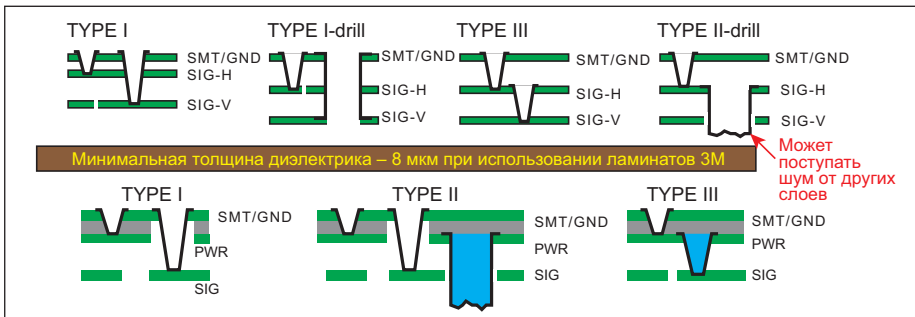 TYPE I
TYPE I-drill
TYPE III
TYPE II-drill
SMT/GND
SIG-H
SIG-V
SMT/GND
SIG-H
SIG-V
SMT/GND
SIG-H
SIG-V
SMT/GND
SIG-H
SIG-V
Минимальная толщина диэлектрика – 8 мкм при использовании ламинатов 3М
Может
поступать
шум от других
слоев
TYPE I
TYPE II
TYPE III
SMT/GND
PWR
SIG
SMT/GND
PWR
SIG
SMT/GND
PWR
SIG